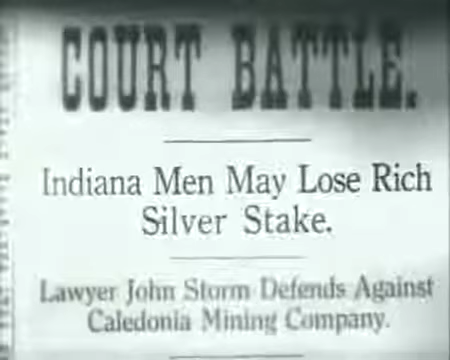 COURT BATTLE.
Indiana Men May Lose Rich
Silver Stake.
Lawyer John Storm Defends Against
Caledonia Mining Company.